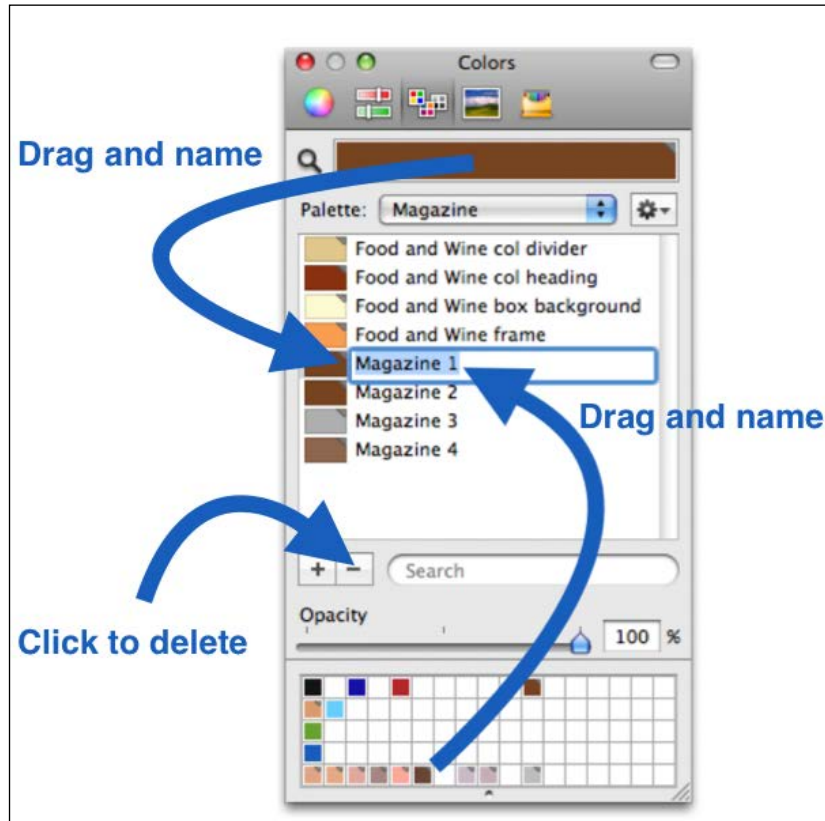 Colors
Drag and name
Palette: Magazine
Food and Wine col divider
Food and Wine col heading
Food and Wine box background
Food and Wine frame
Magazine 1
Magazine 2
Drag and name
Magazine 3
Magazine 4
+ − Search
Click to delete
Opacity
100 %